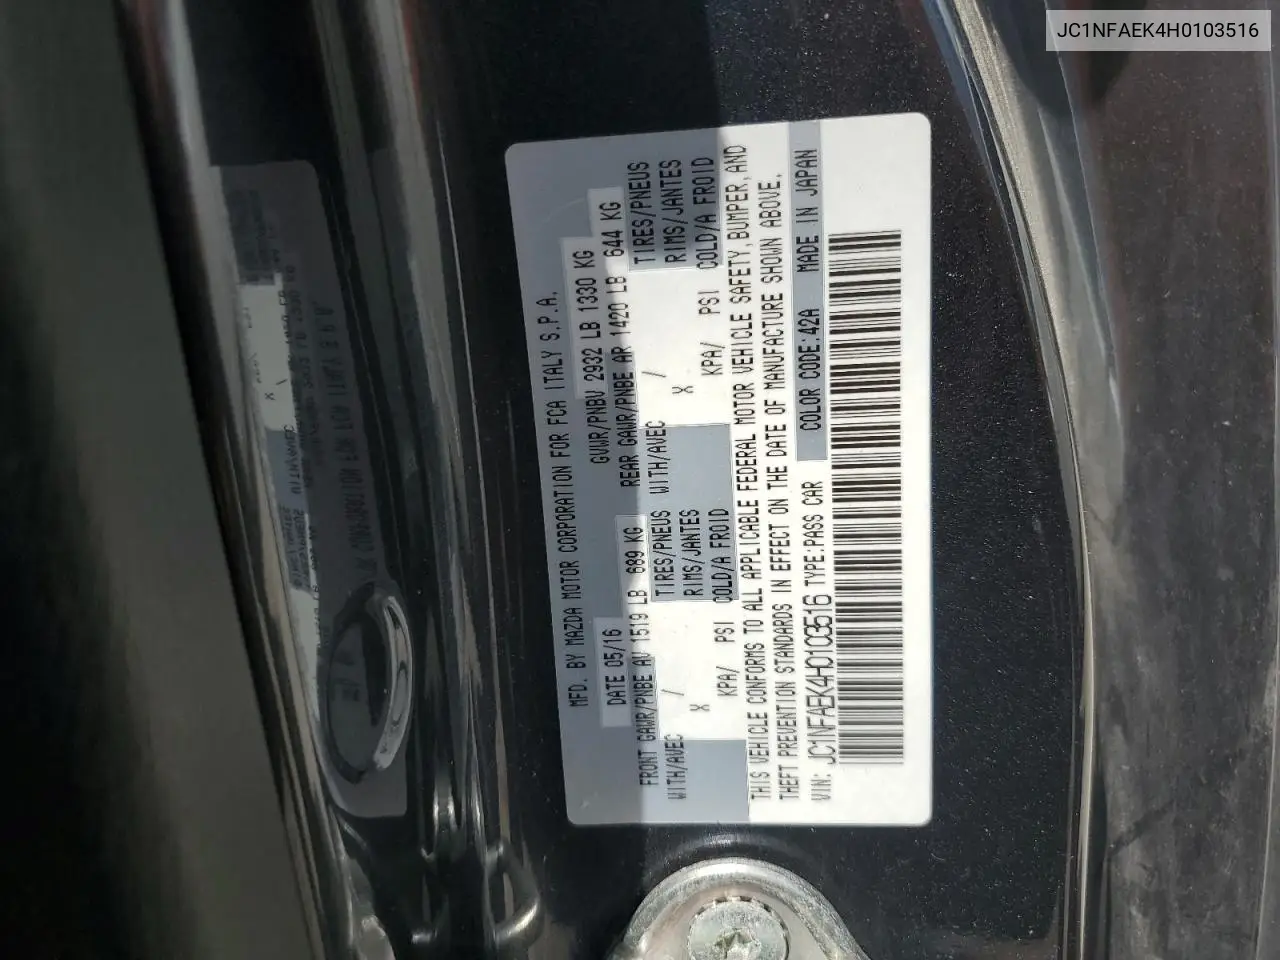 JC1NFAEK4H0103516
MFD. BY MAZDA MOTOR CORPORATION FOR FCA ITALY S.P.A.
DATE 05/16 GVWR/PNBV 2932 LB 1330 KG
FRONT GAWR/PNBE AV 1519 LB 689 KG REAR GAWR/PNBE AR 1420 LB 644 KG
WITH/AVEC / TIRES/PNEUS WITH/AVEC / TIRES/PNEUS
X RIMS/JANTES X RIMS/JANTES
KPA/ PSI COLD/A FROID KPA/ PSI COLD/A FROID
THIS VEHICLE CONFORMS TO ALL APPLICABLE FEDERAL MOTOR VEHICLE SAFETY, BUMPER, AND
THEFT PREVENTION STANDARDS IN EFFECT ON THE DATE OF MANUFACTURE SHOWN ABOVE.
VIN: JC1NFAEK4H0103516 TYPE:PASS CAR COLOR CODE:42A MADE IN JAPAN